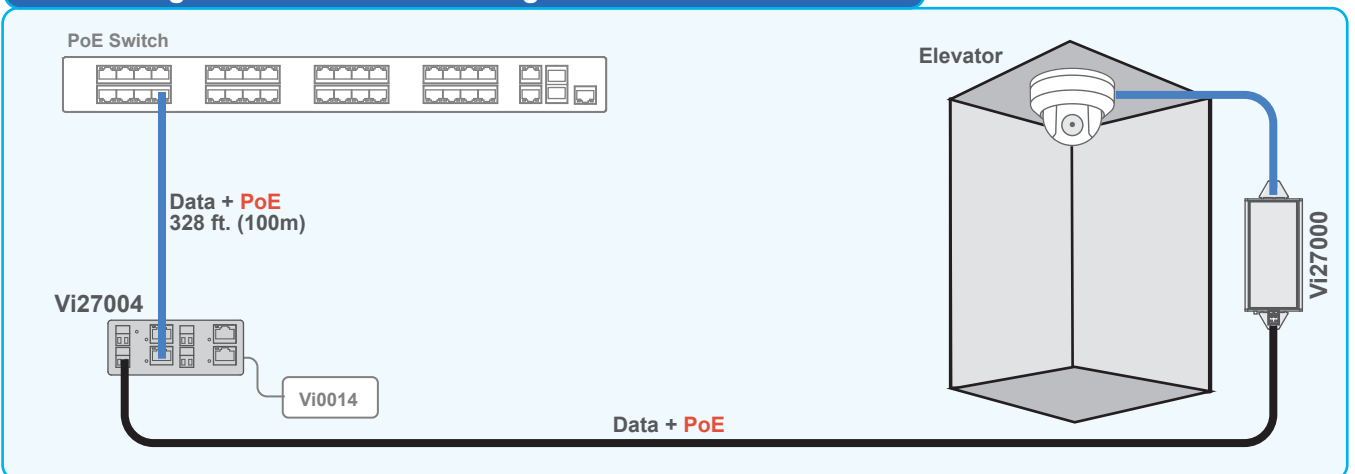 PoE Switch
Elevator
Data + PoE
328 ft. (100m)
Vi27004
Vi27000
Vi0014
Data + PoE